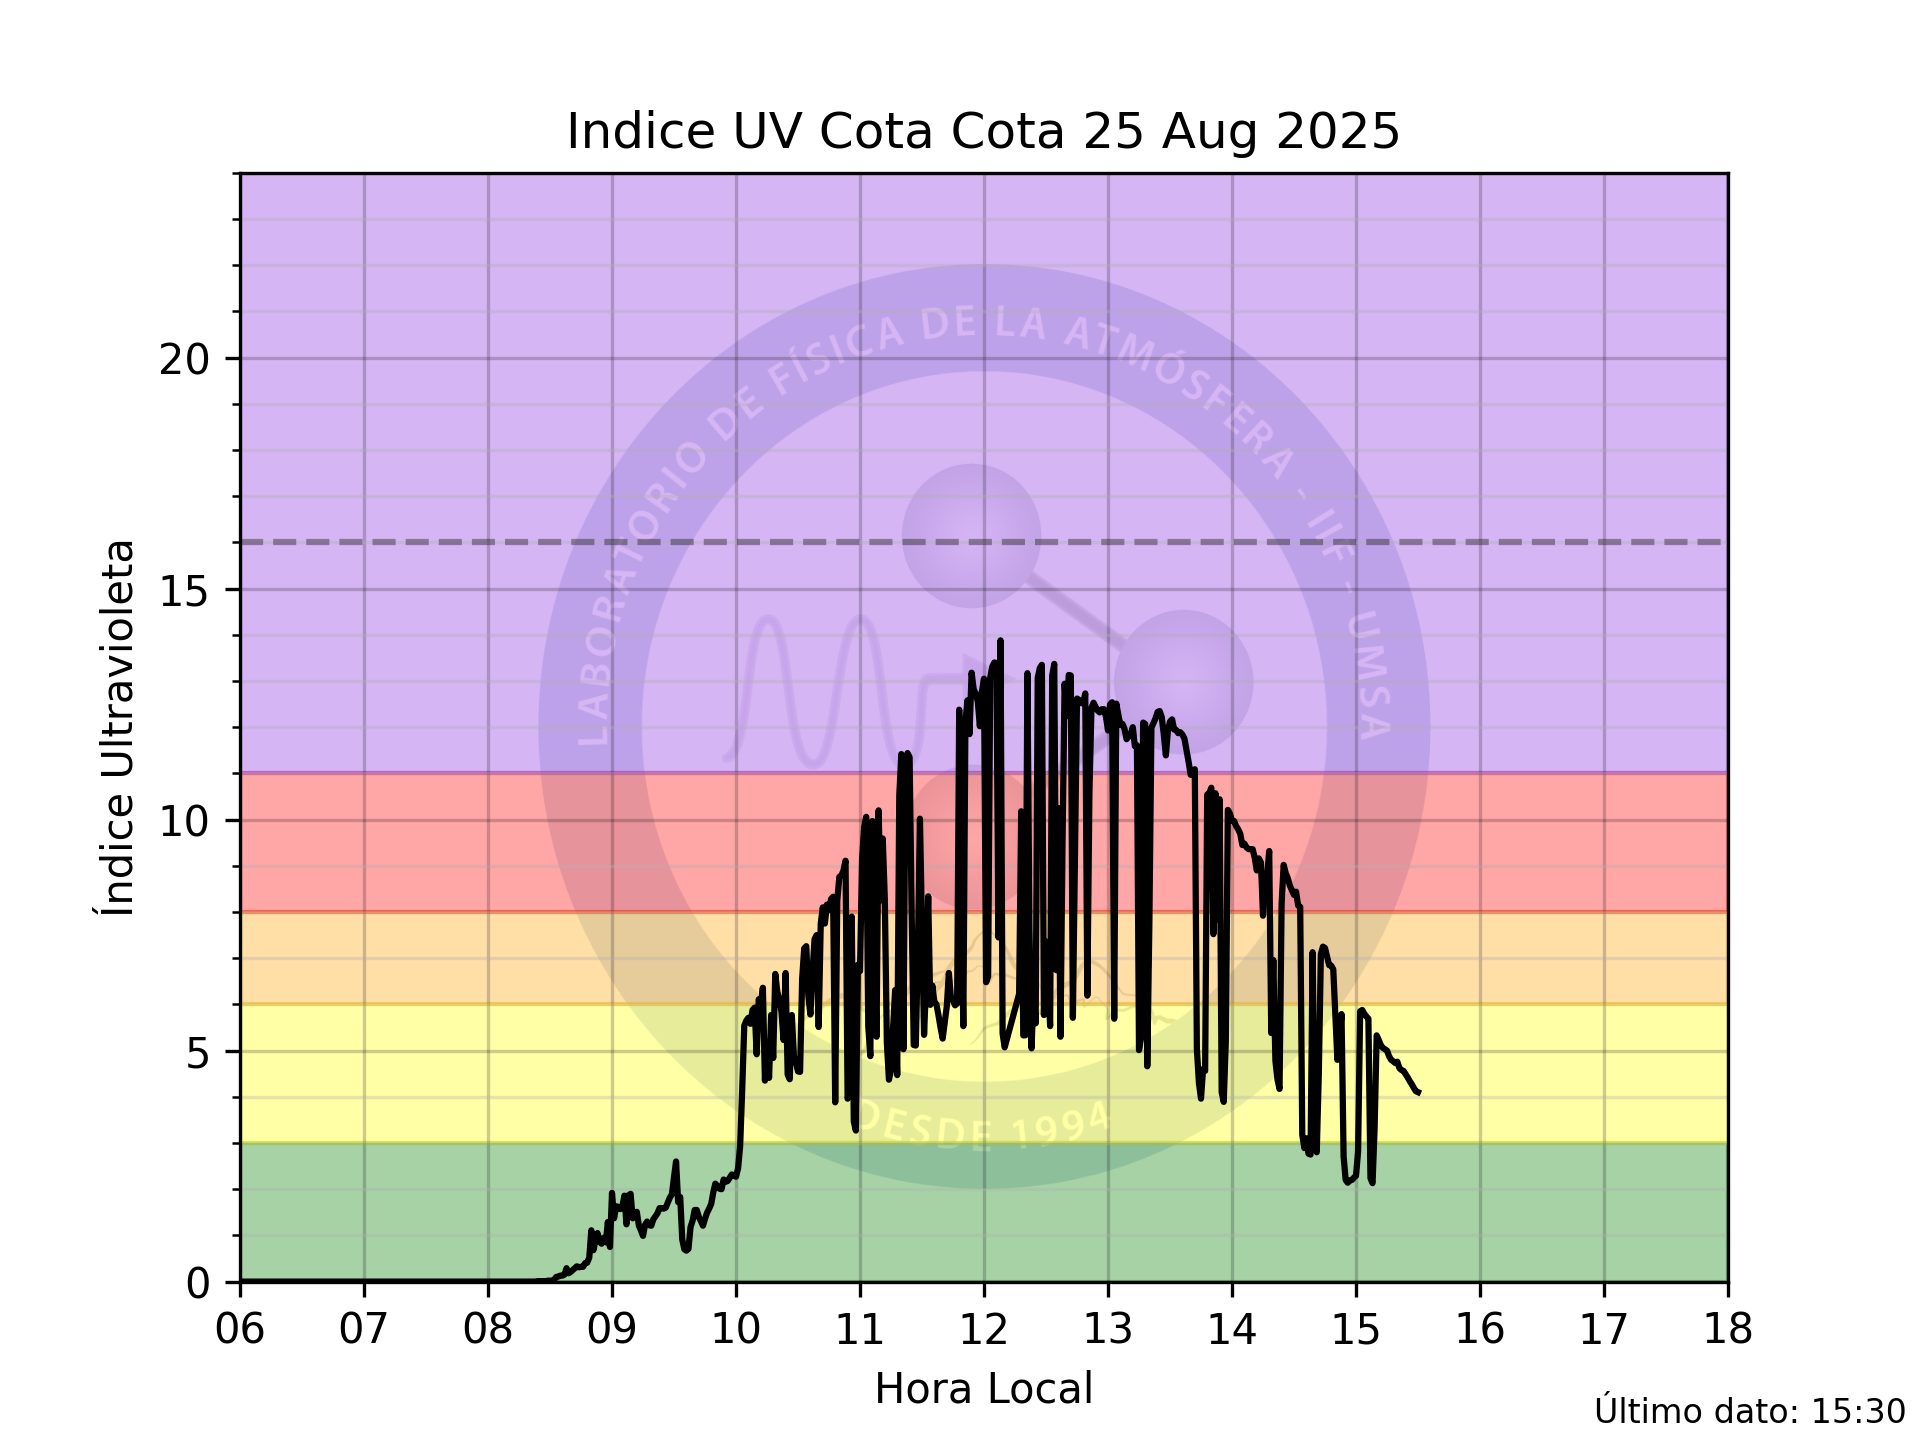 Indice UV Cota Cota 25 Aug 2025
Índice Ultravioleta
20
15
10
5
0
LABORATORIO DE FÍSICA DE LA ATMÓSFERA - IIF - UMSA
DESDE 1994
06 07 08 09 10 11 12 13 14 15 16 17 18
Hora Local
Último dato: 15:30